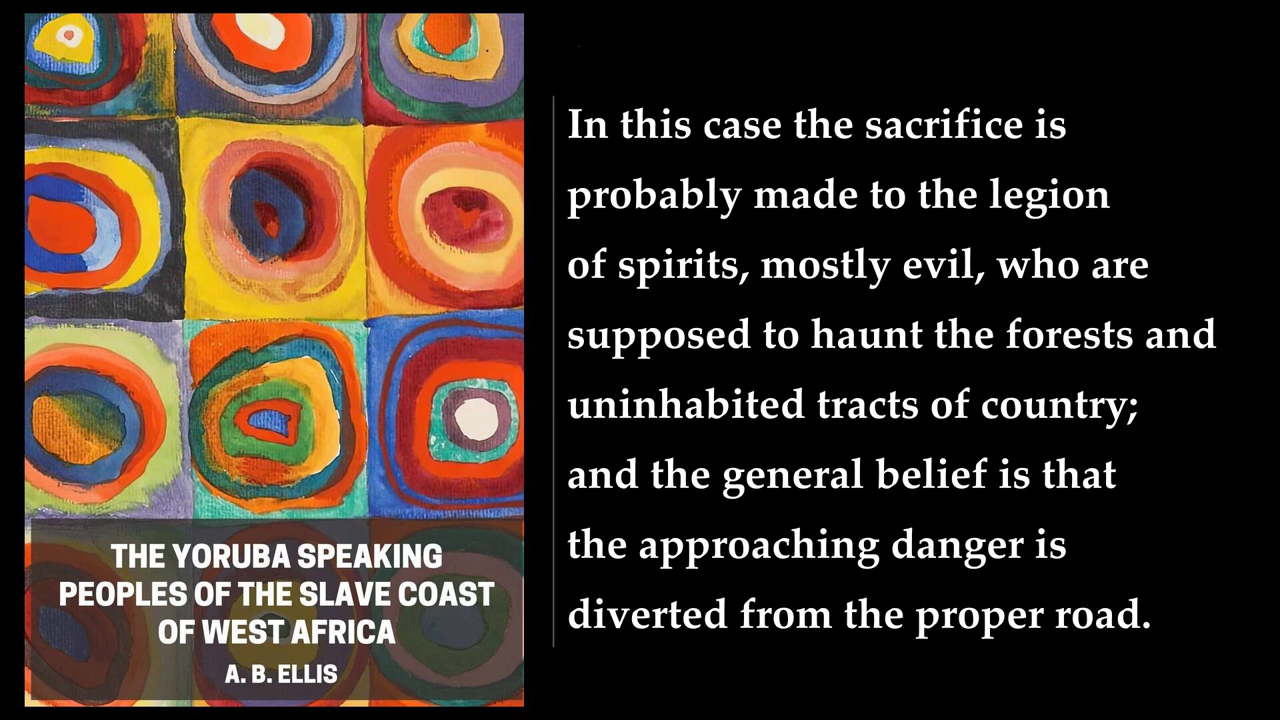 THE YORUBA SPEAKING
PEOPLES OF THE SLAVE COAST
OF WEST AFRICA
A. B. ELLIS
In this case the sacrifice is
probably made to the legion
of spirits, mostly evil, who are
supposed to haunt the forests and
uninhabited tracts of country;
and the general belief is that
the approaching danger is
diverted from the proper road.